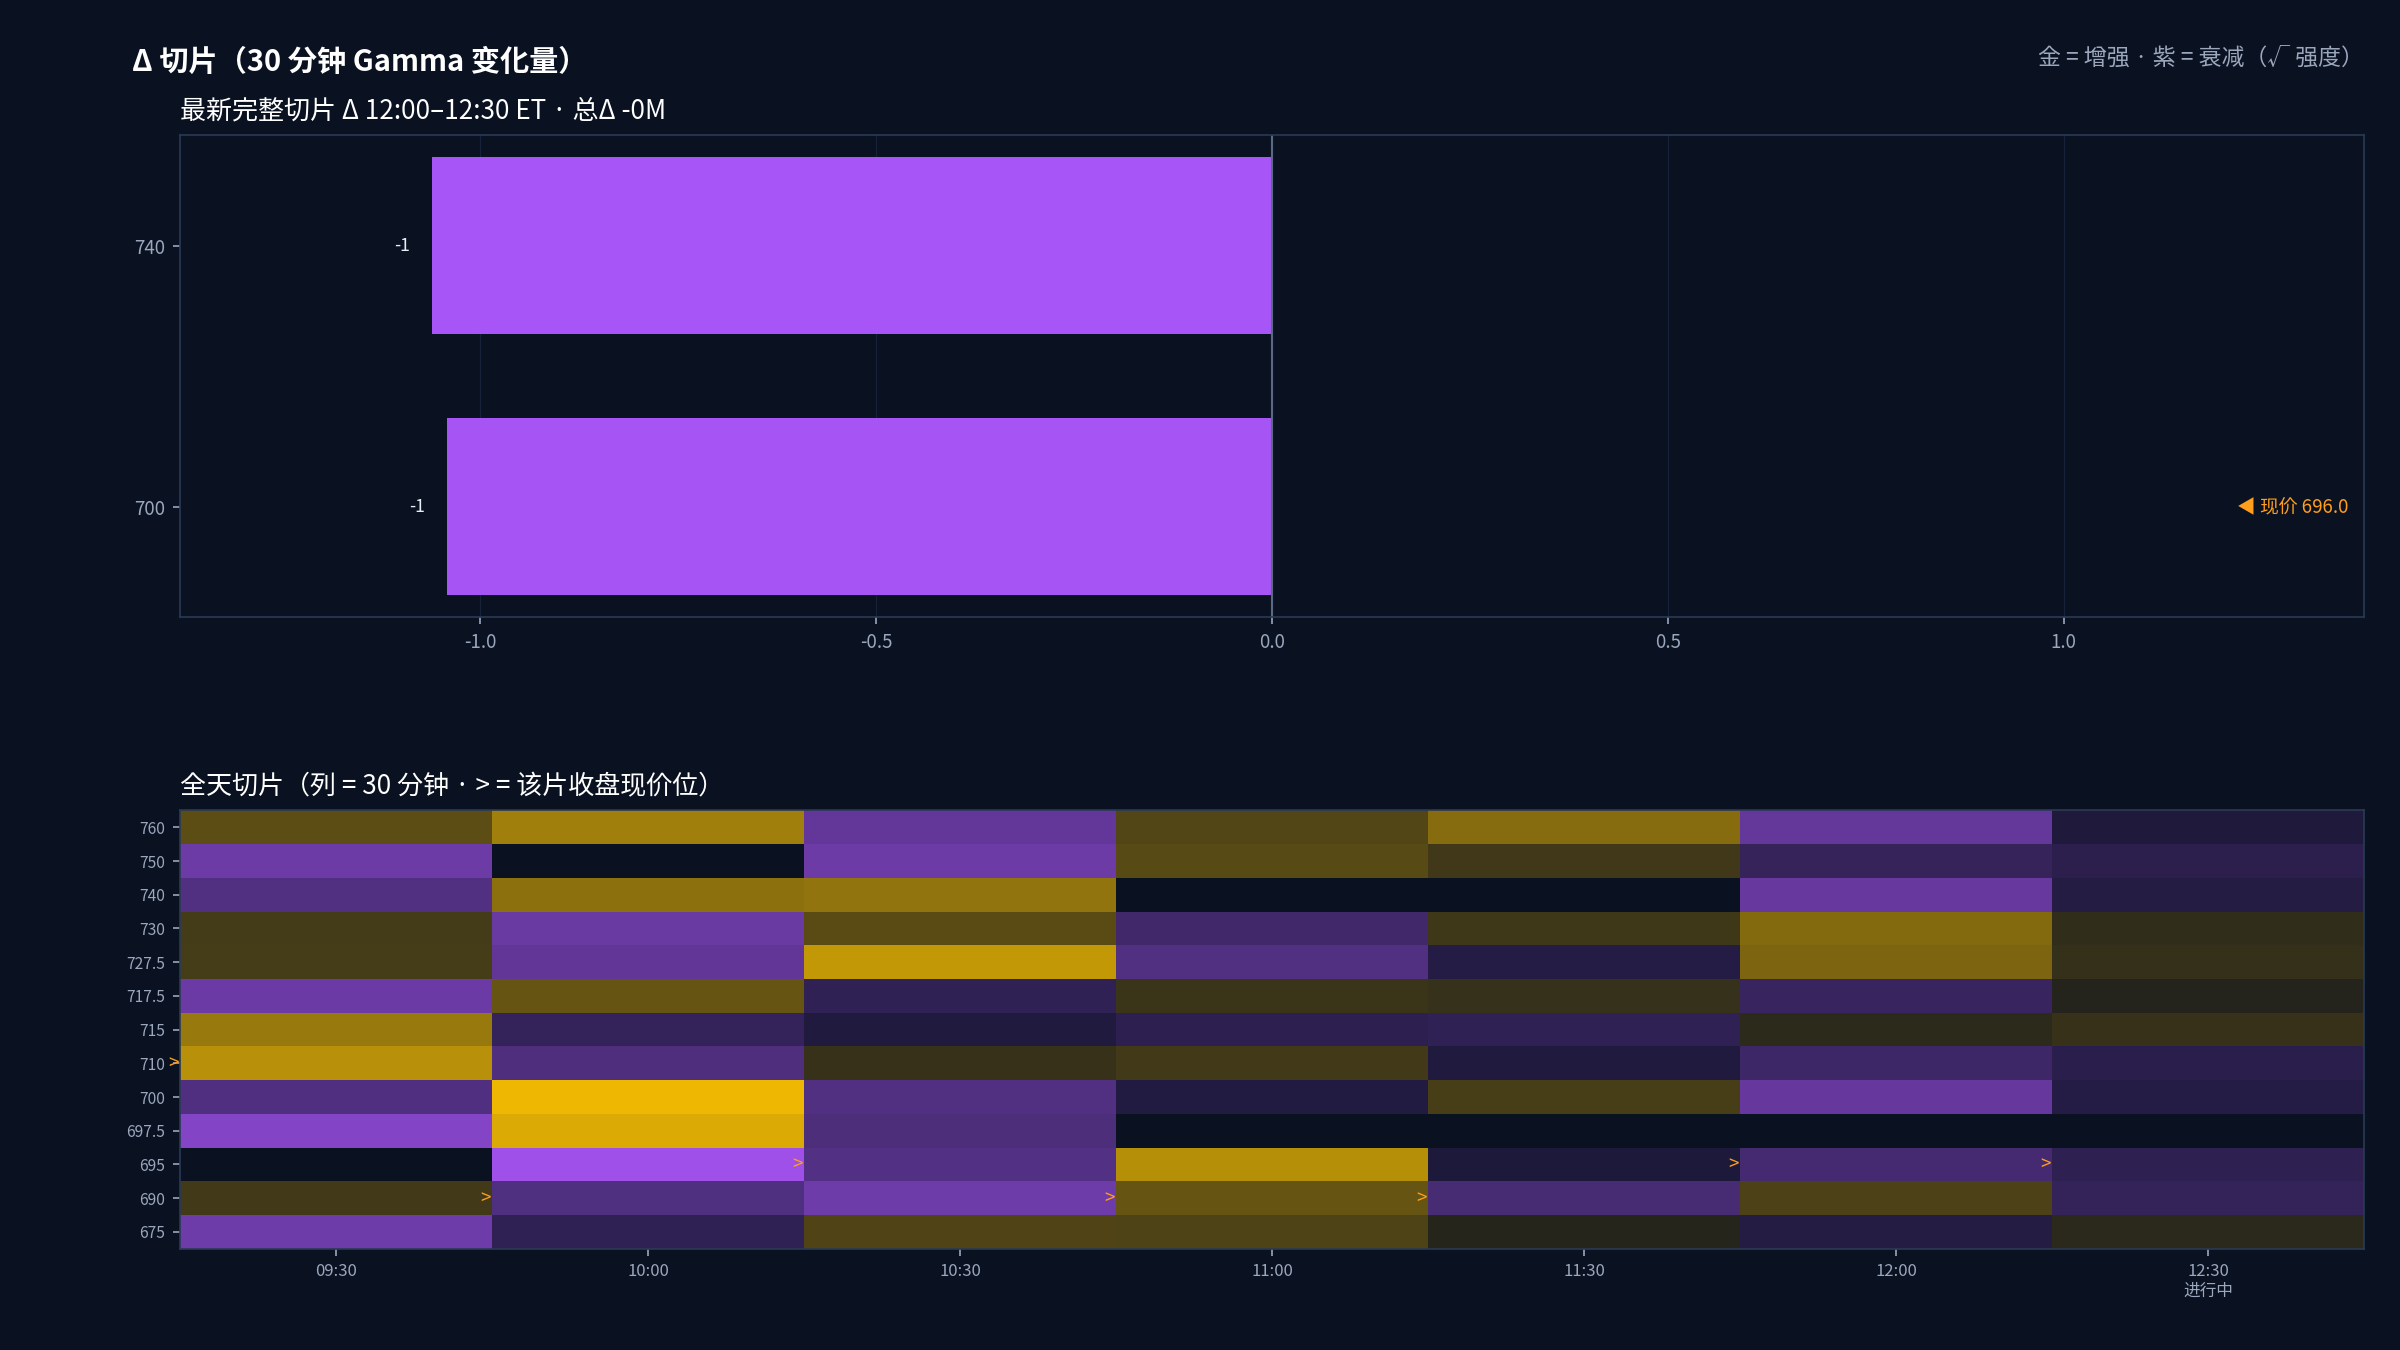 Δ 切片（30 分钟 Gamma 变化量）
金 = 增强 · 紫 = 衰减（√ 强度）
最新完整切片 Δ 12:00–12:30 ET · 总Δ -0M
740
-1
700
-1
◀ 现价 696.0
-1.0 -0.5 0.0 0.5 1.0
全天切片（列 = 30 分钟 · > = 该片收盘现价位）
760
750
740
730
727.5
717.5
715
710 >
700
697.5
695 > > >
690 > > >
675
09:30 10:00 10:30 11:00 11:30 12:00 12:30
进行中